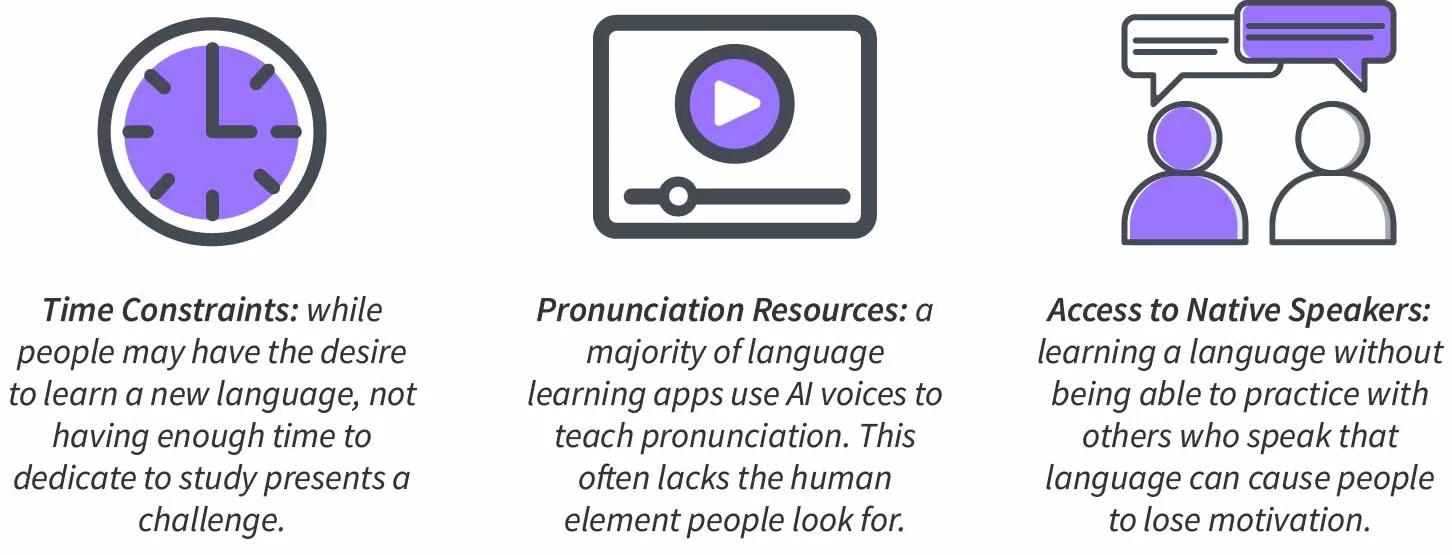 Time Constraints: while
people may have the desire
to learn a new language, not
having enough time to
dedicate to study presents a
challenge.
Pronunciation Resources: a
majority of language
learning apps use AI voices to
teach pronunciation. This
often lacks the human
element people look for.
Access to Native Speakers:
learning a language without
being able to practice with
others who speak that
language can cause people
to lose motivation.